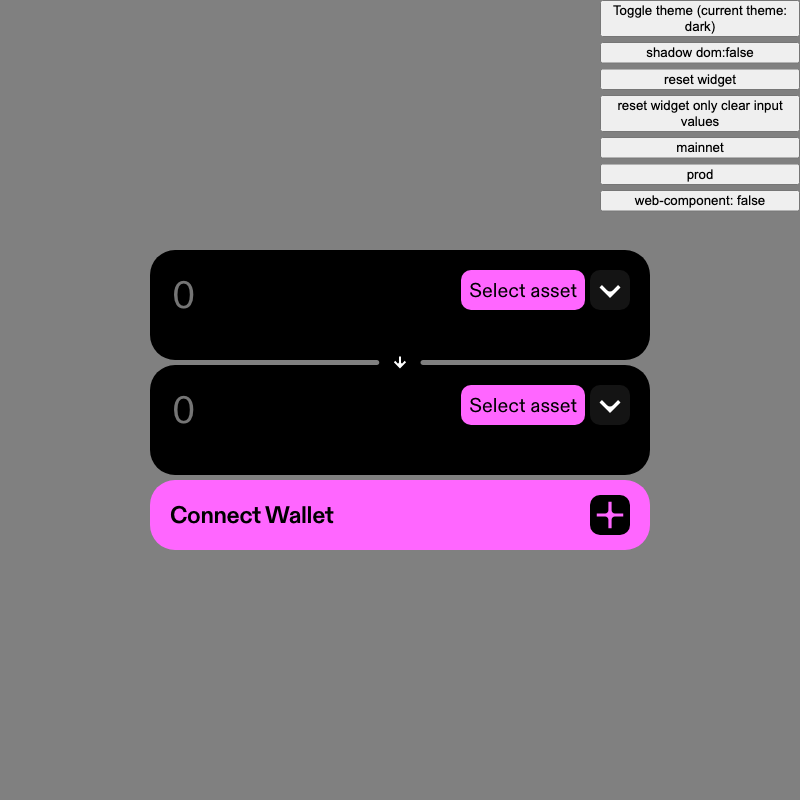 Toggle theme (current theme:
dark)
shadow dom:false
reset widget
reset widget only clear input
values
mainnet
prod
web-component: false
0
Select asset
0
Select asset
Connect Wallet